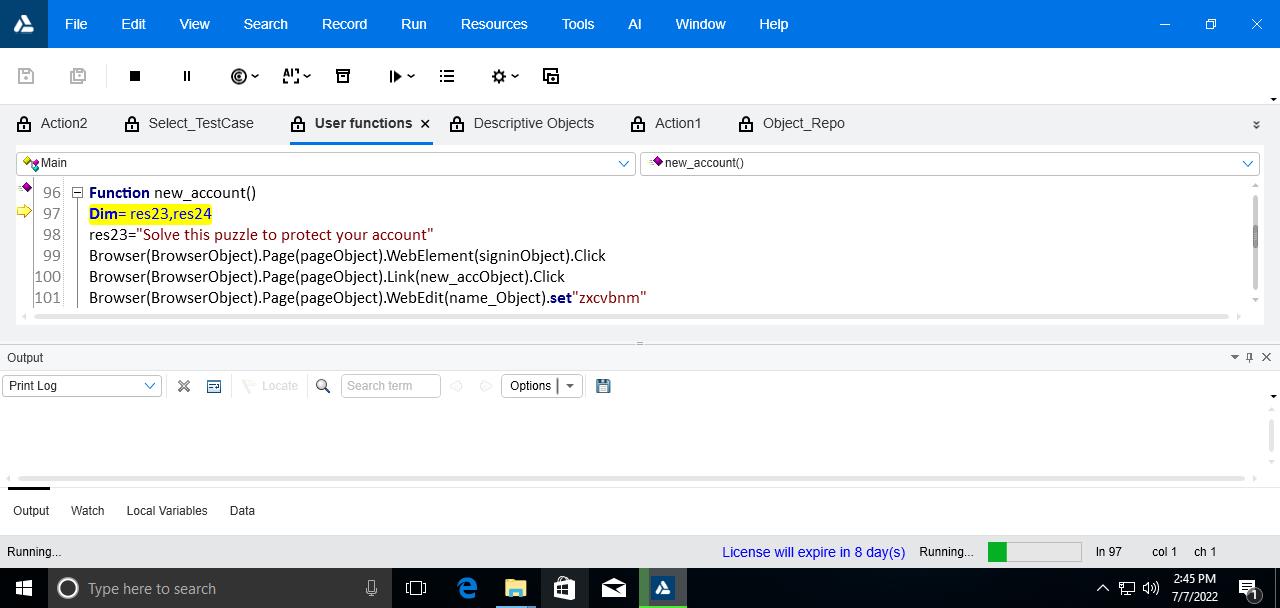 File Edit View Search Record Run Resources Tools AI Window Help
Action2 Select_TestCase User functions Descriptive Objects Action1 Object_Repo
Main new_account()
96 Function new_account()
97 Dim= res23,res24
98 res23="Solve this puzzle to protect your account"
99 Browser(BrowserObject).Page(pageObject).WebElement(signinObject).Click
100 Browser(BrowserObject).Page(pageObject).Link(new_accObject).Click
101 Browser(BrowserObject).Page(pageObject).WebEdit(name_Object).set"zxcvbnm"
Output
Print Log Locate Search term Options
Output Watch Local Variables Data
Running... License will expire in 8 day(s) Running... ln 97 col 1 ch 1
Type here to search
2:45 PM
7/7/2022
1